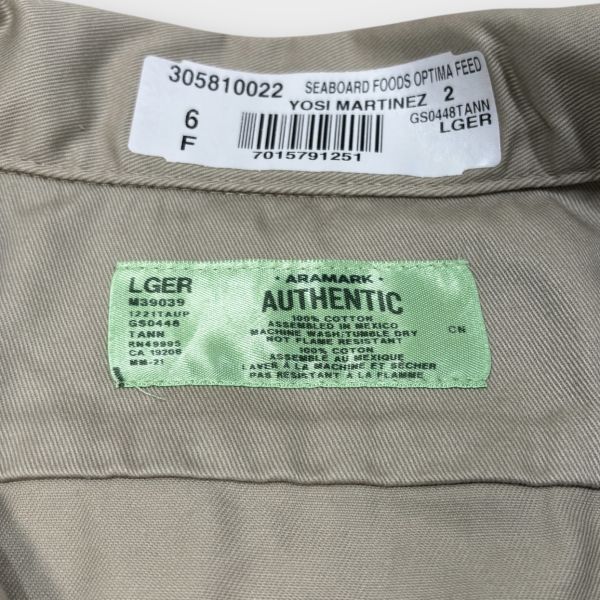 305810022 SEABOARD FOODS OPTIMA FEED
YOSI MARTINEZ 2
6 GS0448TANN
F LGER
7015791251
LGER
M39039
1221TAUP
GS0448
TANN
RN49995
CA 19206
MM-21
• ARAMARK •
AUTHENTIC
100% COTTON
ASSEMBLED IN MEXICO
MACHINE WASH/TUMBLE DRY
NOT FLAME RESISTANT
100% COTON
ASSEMBLE AU MEXIQUE
LAVER À LA MACHINE ET SÉCHER
PAS RESISTANT À LA FLAMME
CN